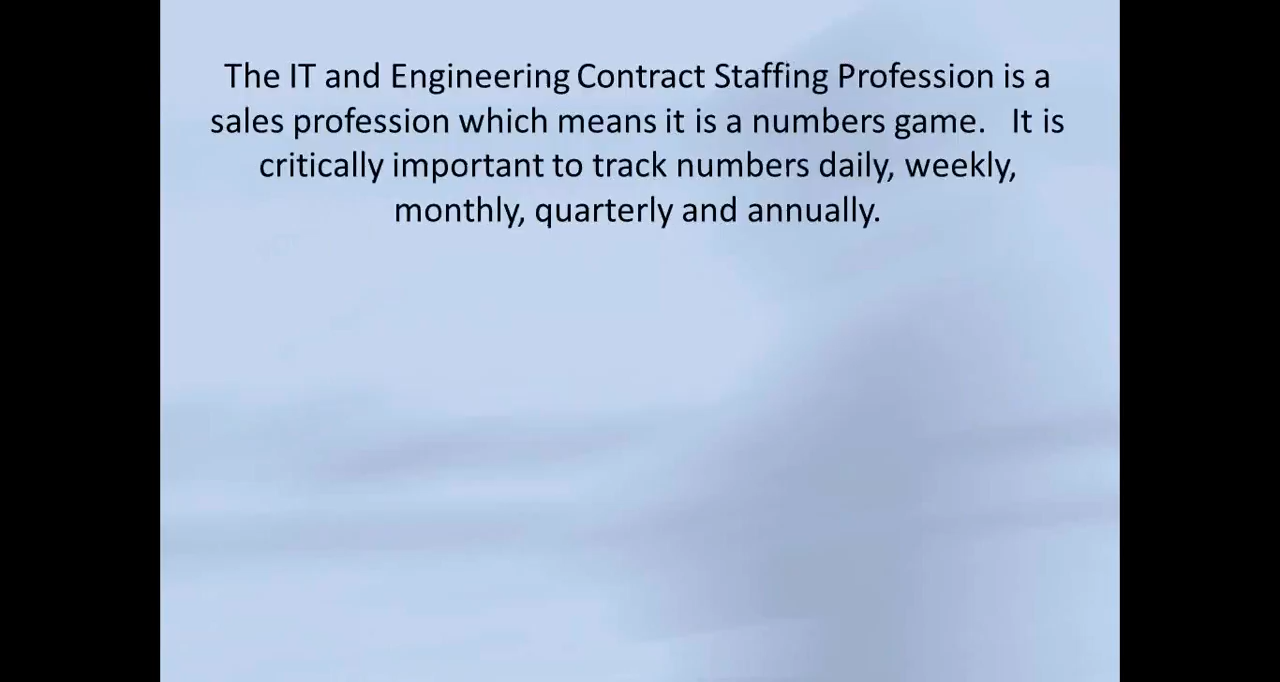 The IT and Engineering Contract Staffing Profession is a
sales profession which means it is a numbers game.   It is
critically important to track numbers daily, weekly,
monthly, quarterly and annually.